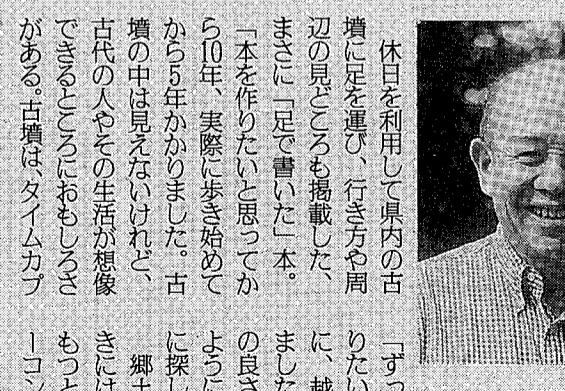 休日を利用して県内の古
墳に足を運び、行き方や周
辺の見どころも掲載した、
まさに「足で書いた」本。
「本を作りたいと思ってか
ら10年、実際に歩き始めて
から5年かかりました。古
墳の中は見えないけれど、
古代の人やその生活が想像
できるところにおもしろさ
がある。古墳は、タイムカプ
「ずっ
りたい
に、越
ました
の良さ
ように
に探し
　郷土
きには
もっと
ーコン